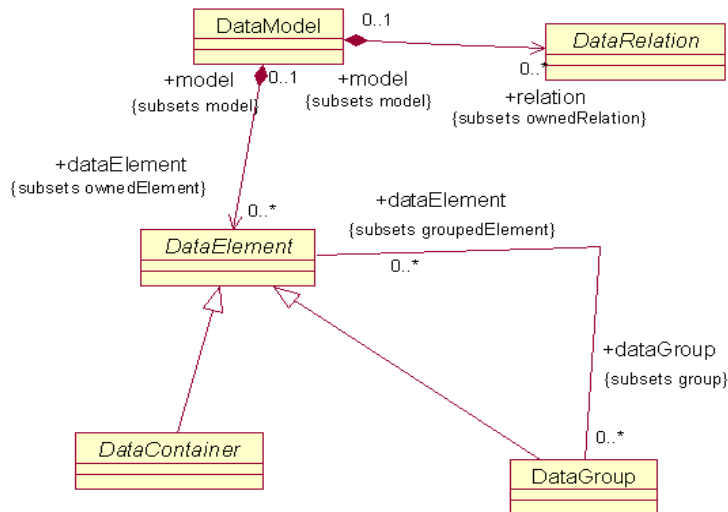 DataModel
0..1
DataRelation
+model
0..1
+model
0..*
{subsets model}
{subsets model}
+relation
{subsets ownedRelation}
+dataElement
{subsets ownedElement}
+dataElement
0..*
{subsets groupedElement}
DataElement
0..*
+dataGroup
{subsets group}
DataContainer
0..*
DataGroup